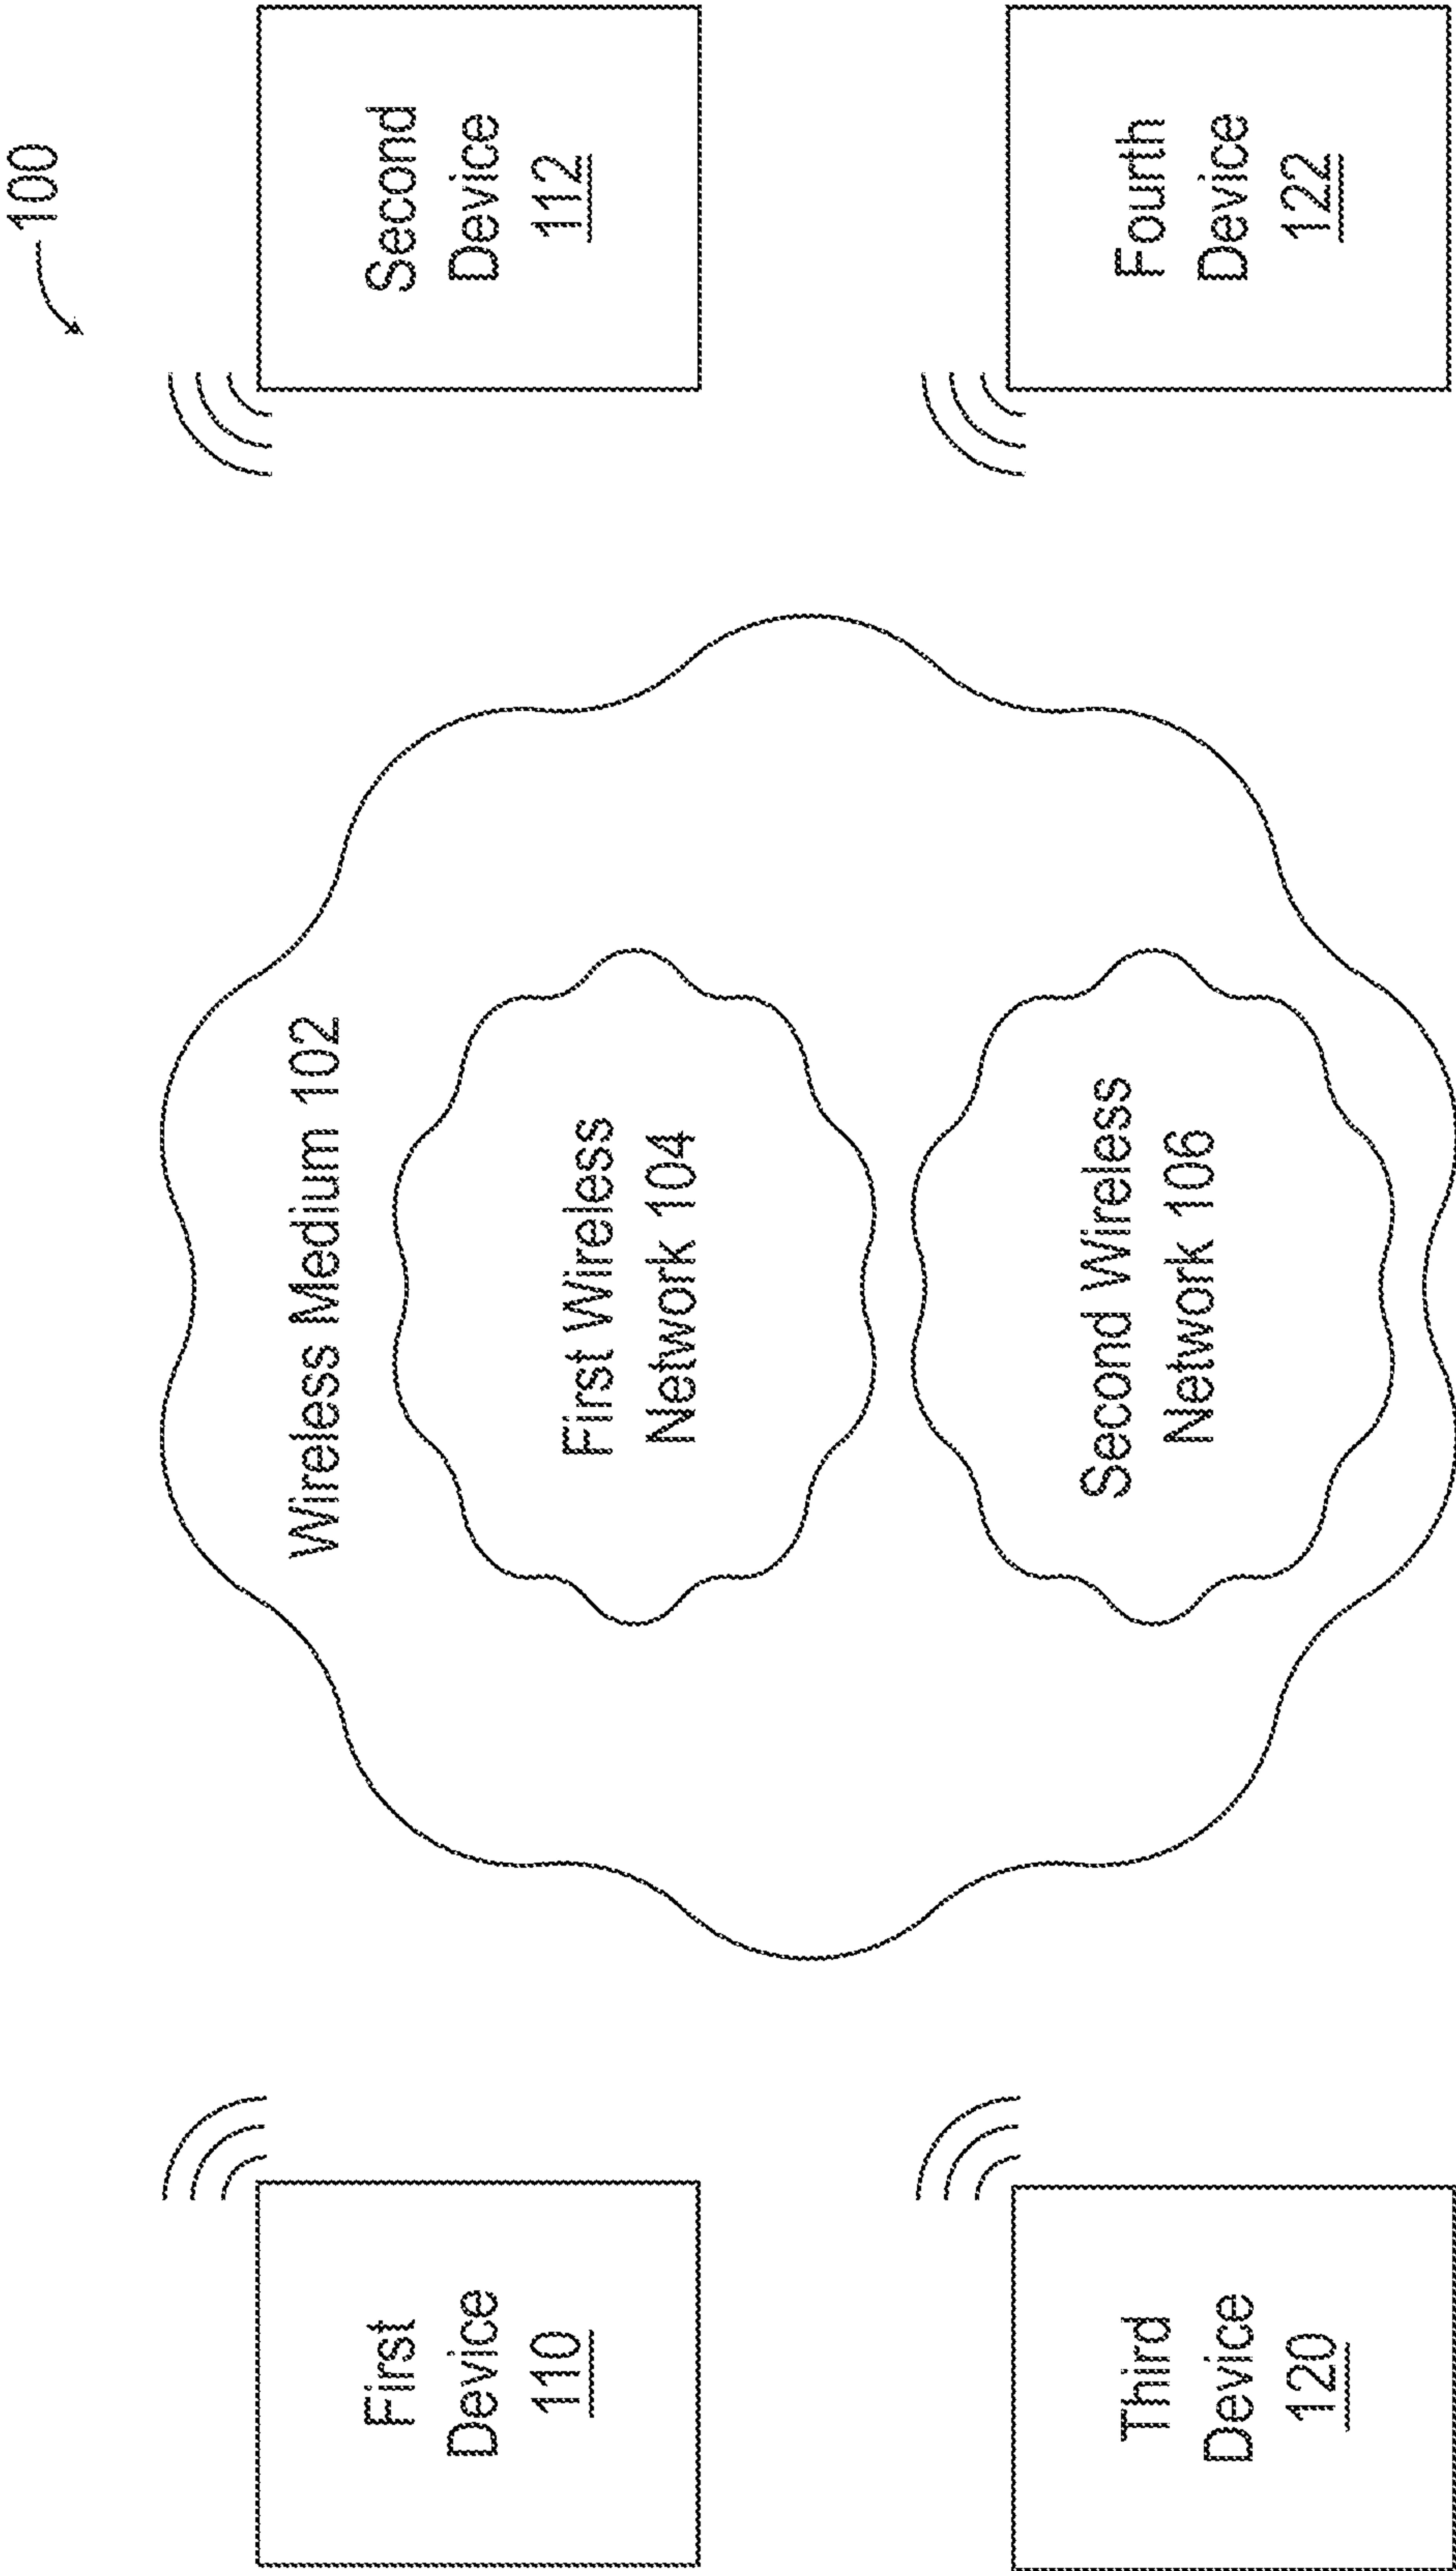 100
First
Device
110
Wireless Medium 102
First Wireless
Network 104
Second
Device
112
Third
Device
120
Second Wireless
Network 106
Fourth
Device
122